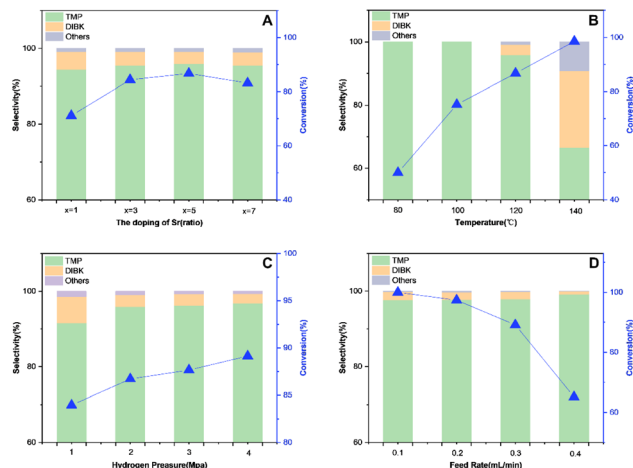 TMP
DIBK
Others
A
100
80
60
Selectivity(%)
100
90
80
70
60
50
40
Conversion(%)
x=1 x=3 x=5 x=7
The doping of Sr(ratio)
TMP
DIBK
Others
B
100
80
60
Selectivity(%)
100
80
60
40
Conversion(%)
80 100 120 140
Temperature(℃)
TMP
DIBK
Others
C
100
80
60
Selectivity(%)
100
95
90
85
80
Conversion(%)
1 2 3 4
Hydrogen Preasure(Mpa)
TMP
DIBK
Others
D
100
80
60
Selectivity(%)
100
80
60
Conversion(%)
0.1 0.2 0.3 0.4
Feed Rate(mL/min)